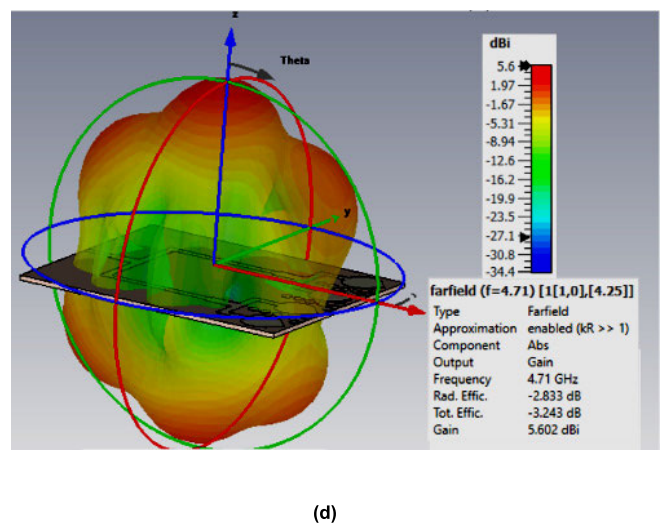 z
Theta
y
dBi
5.6
1.97
-1.67
-5.31
-8.94
-12.6
-16.2
-19.9
-23.5
-27.1
-30.8
-34.4
farfield (f=4.71) [1[1,0],[4.25]]
Type Farfield
Approximation enabled (kR >> 1)
Component Abs
Output Gain
Frequency 4.71 GHz
Rad. Effic. -2.833 dB
Tot. Effic. -3.243 dB
Gain 5.602 dBi
(d)